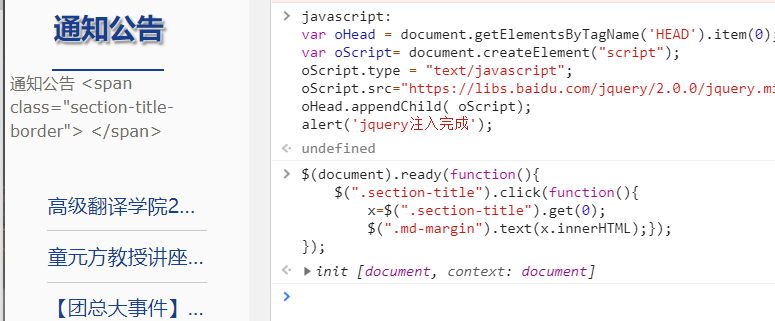 通知公告
通知公告 <span
class="section-title-
border"> </span>
高级翻译学院2...
童元方教授讲座...
【团总大事件】...
javascript:
var oHead = document.getElementsByTagName('HEAD').item(0);
var oScript= document.createElement("script");
oScript.type = "text/javascript";
oScript.src="https://libs.baidu.com/jquery/2.0.0/jquery.mi
oHead.appendChild( oScript);
alert('jquery注入完成');
undefined
$(document).ready(function(){
    $(".section-title").click(function(){
        x=$(".section-title").get(0);
        $(".md-margin").text(x.innerHTML);});
});
init [document, context: document]